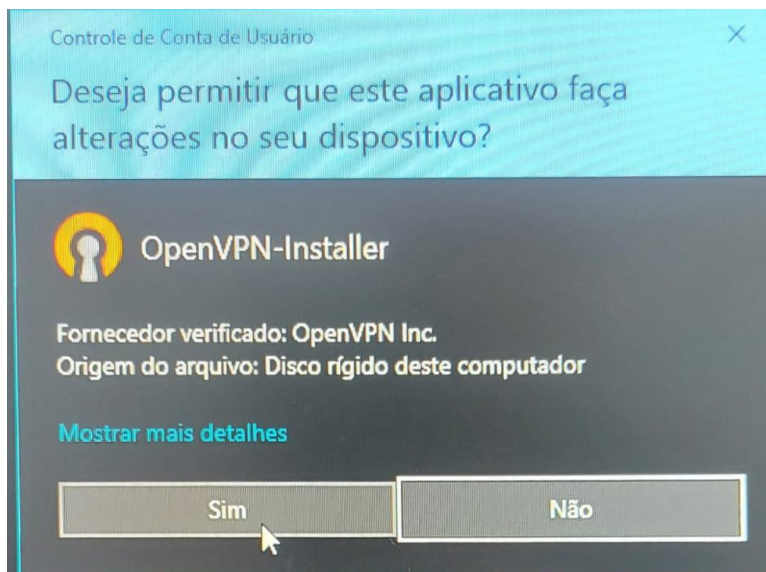 Controle de Conta de Usuário
Deseja permitir que este aplicativo faça
alterações no seu dispositivo?
OpenVPN-Installer
Fornecedor verificado: OpenVPN Inc.
Origem do arquivo: Disco rígido deste computador
Mostrar mais detalhes
Sim
Não